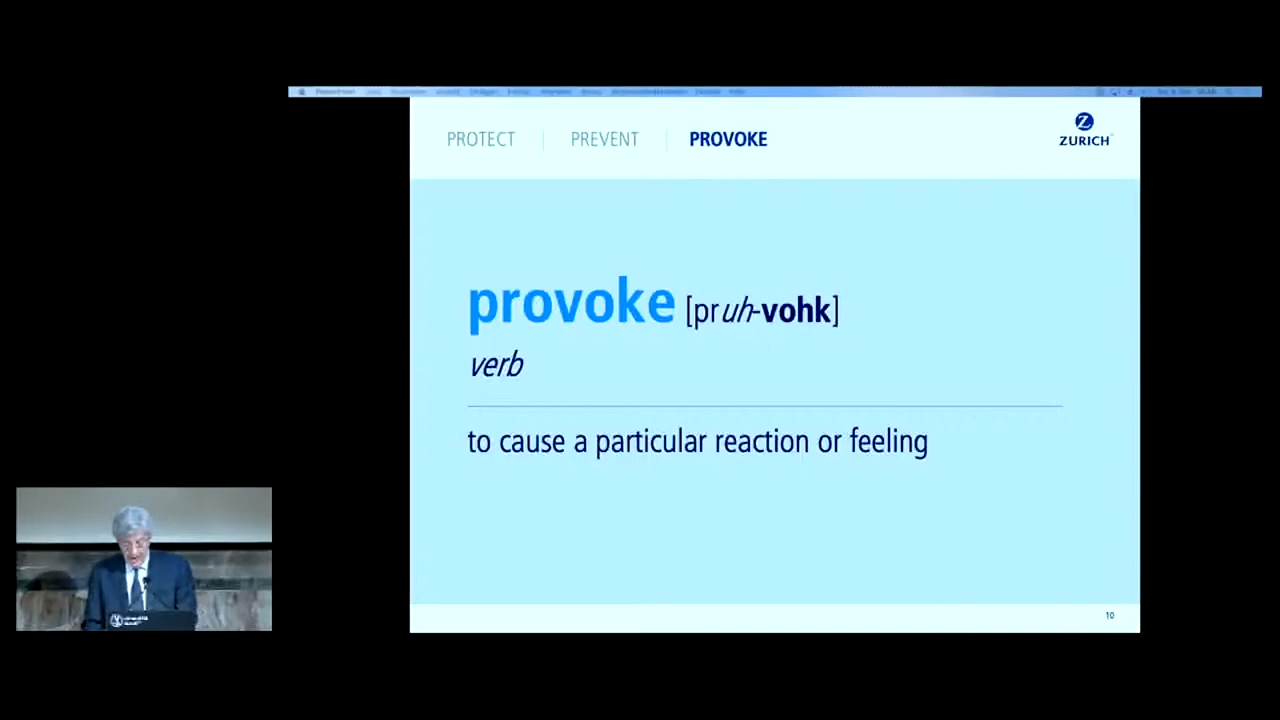 PROTECT | PREVENT | PROVOKE
ZURICH
provoke [pruh-vohk]
verb
to cause a particular reaction or feeling
10